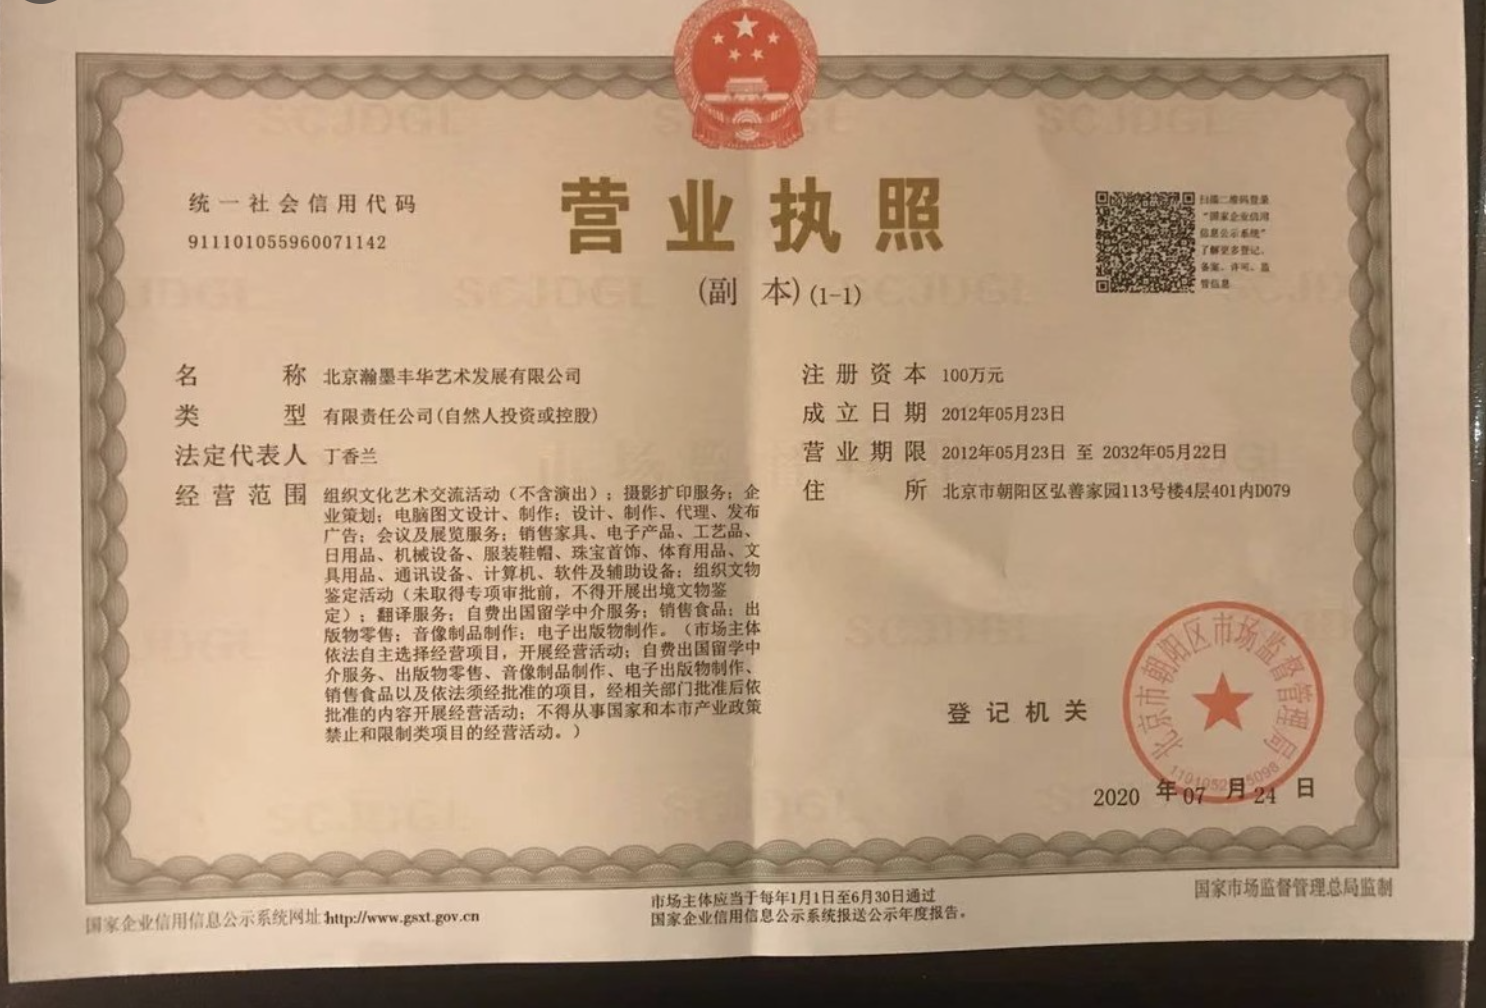 统一社会信用代码
911101055960071142
营业执照
(副 本)(1-1)
扫描二维码登录
“国家企业信用
信息公示系统”
了解更多登记、
备案、许可、监
管信息
名称 北京瀚墨丰华艺术发展有限公司
类型 有限责任公司(自然人投资或控股)
法定代表人 丁香兰
经营范围 组织文化艺术交流活动（不含演出）；摄影扩印服务；企
业策划；电脑图文设计、制作；设计、制作、代理、发布
广告；会议及展览服务；销售家具、电子产品、工艺品、
日用品、机械设备、服装鞋帽、珠宝首饰、体育用品、文
具用品、通讯设备、计算机、软件及辅助设备；组织文物
鉴定活动（未取得专项审批前，不得开展出境文物鉴
定）；翻译服务；自费出国留学中介服务；销售食品；出
版物零售；音像制品制作；电子出版物制作。（市场主体
依法自主选择经营项目，开展经营活动；自费出国留学中
介服务、出版物零售、音像制品制作、电子出版物制作、
销售食品以及依法须经批准的项目，经相关部门批准后依
批准的内容开展经营活动；不得从事国家和本市产业政策
禁止和限制类项目的经营活动。）
注册资本 100万元
成立日期 2012年05月23日
营业期限 2012年05月23日 至 2032年05月22日
住所 北京市朝阳区弘善家园113号楼4层401内D079
登记机关
北京市朝阳区市场监督管理局
2020 年 07 月 24 日
国家企业信用信息公示系统网址:http://www.gsxt.gov.cn
市场主体应当于每年1月1日至6月30日通过
国家企业信用信息公示系统报送公示年度报告。
国家市场监督管理总局监制
SCJDGL